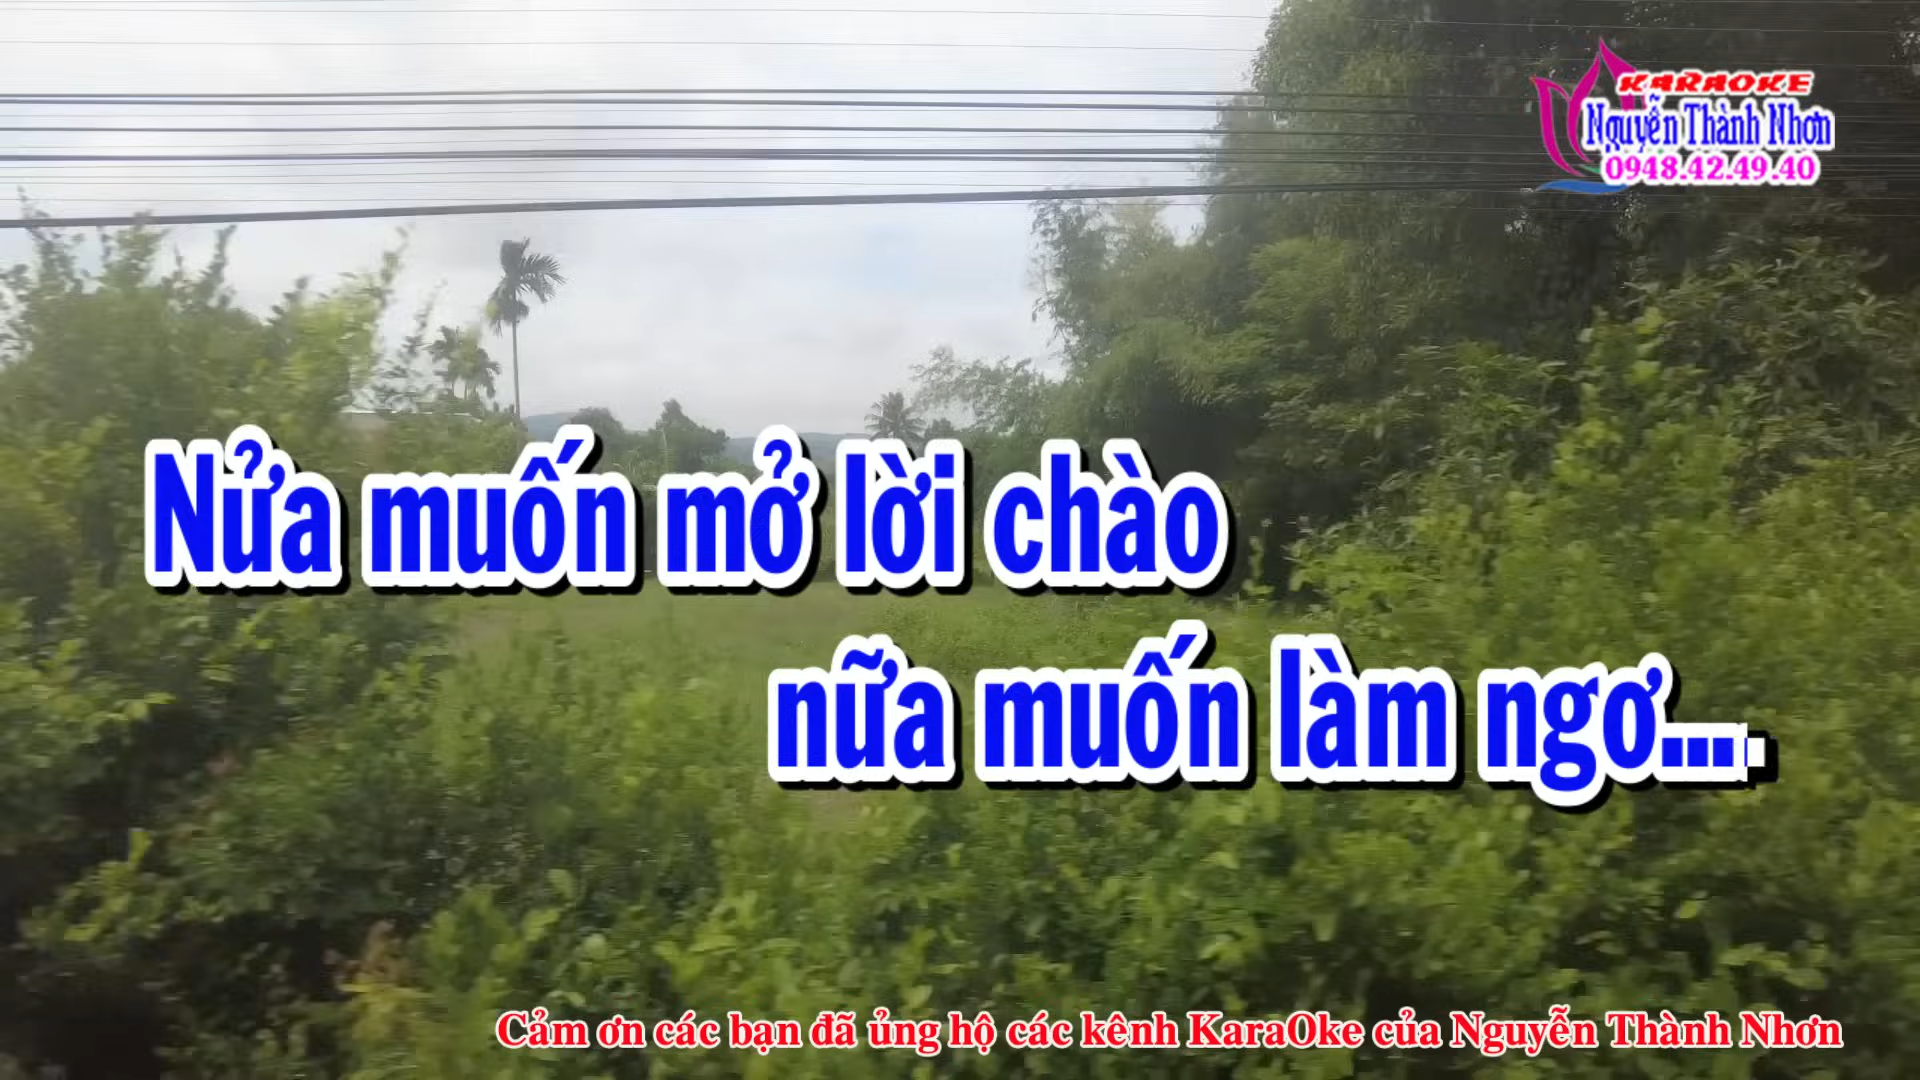 KARAOKE
Nguyễn Thành Nhơn
0948.42.49.40
Nửa muốn mở lời chào
nữa muốn làm ngơ....
Cảm ơn các bạn đã ủng hộ các kênh KaraOke của Nguyễn Thành Nhơn